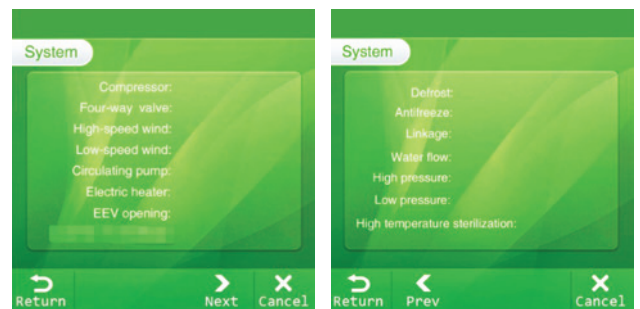 System
Compressor:
Four-way valve:
High-speed wind:
Low-speed wind:
Circulating pump:
Electric heater:
EEV opening:
Return
Next
Cancel
System
Defrost:
Antifreeze:
Linkage:
Water flow:
High pressure:
Low pressure:
High temperature sterilization:
Return
Prev
Cancel